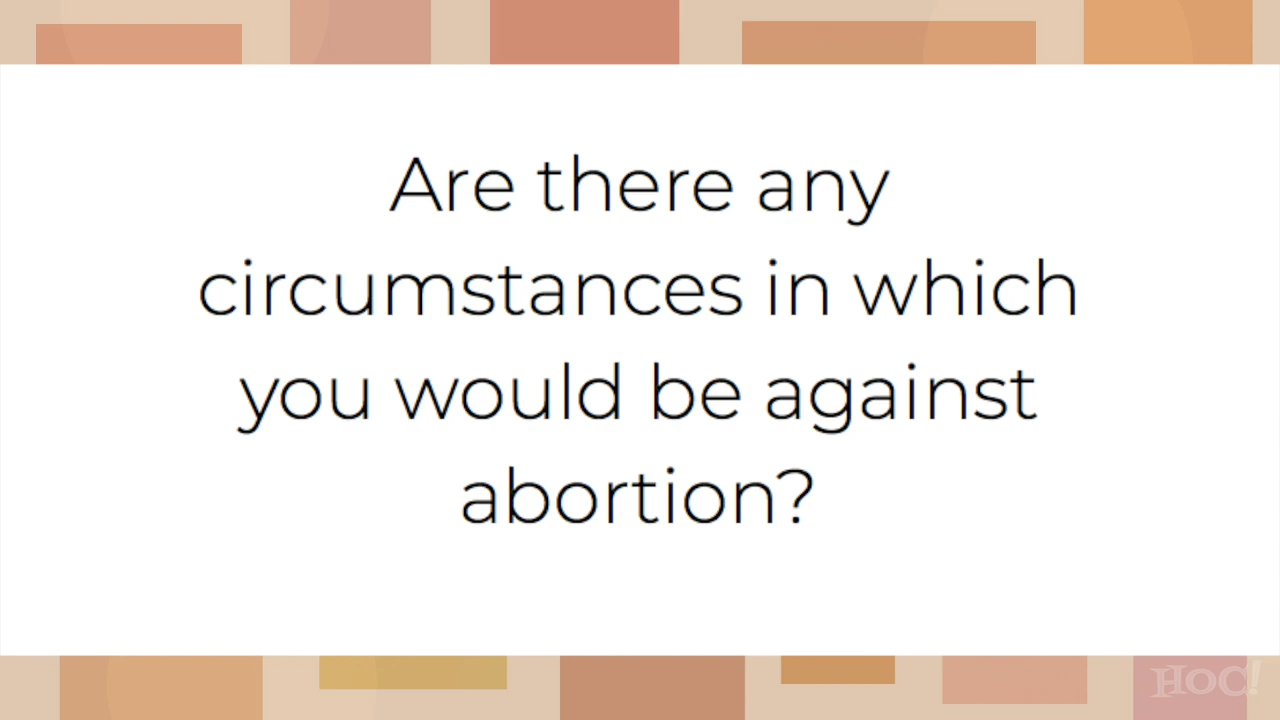 Are there any
circumstances in which
you would be against
abortion?
HOC!